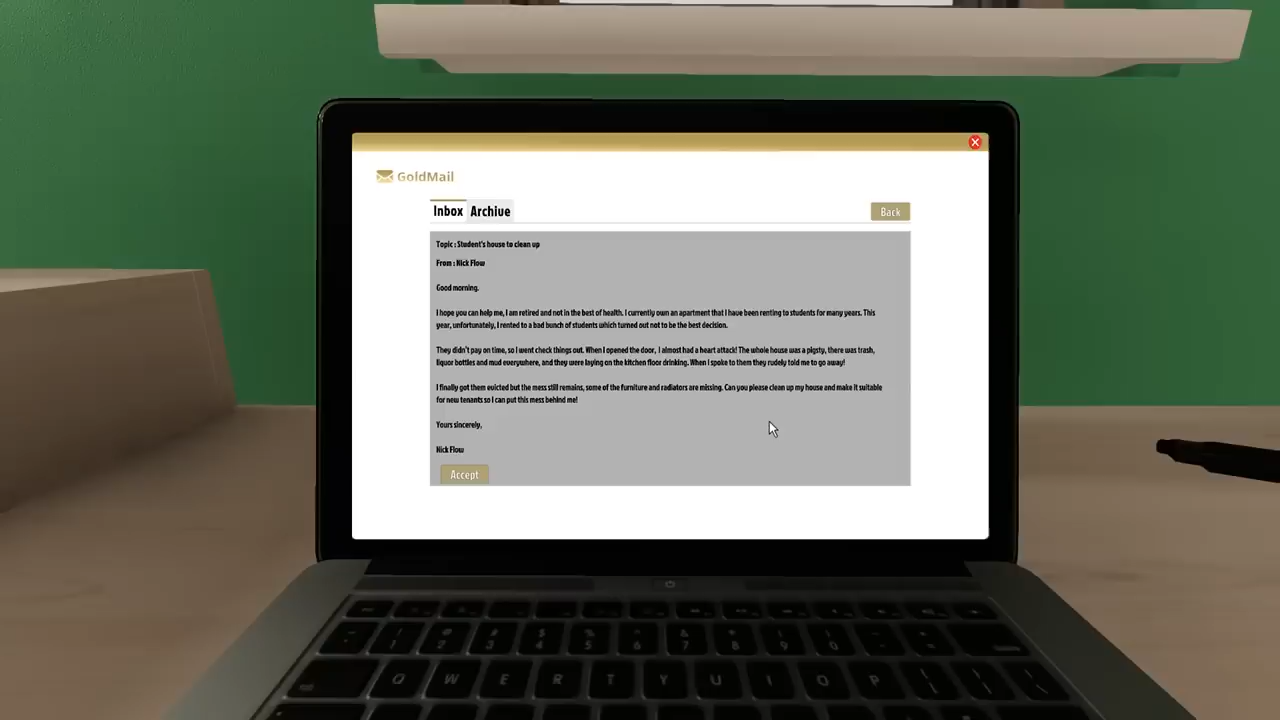 GoldMail
Inbox Archive
Back
Topic : Student's house to clean up
From : Nick Flow
Good morning.
I hope you can help me, I am retired and not in the best of health. I currently own an apartment that I have been renting to students for many years. This
year, unfortunately, I rented to a bad bunch of students which turned out not to be the best decision.
They didn't pay on time, so I went check things out. When I opened the door, I almost had a heart attack! The whole house was a pigsty, there was trash,
liquor bottles and mud everywhere, and they were laying on the kitchen floor drinking. When I spoke to them they rudely told me to go away!
I finally got them evicted but the mess still remains, some of the furniture and radiators are missing. Can you please clean up my house and make it suitable
for new tenants so I can put this mess behind me!
Yours sincerely,
Nick Flow
Accept
Q W E R T Y U I O P